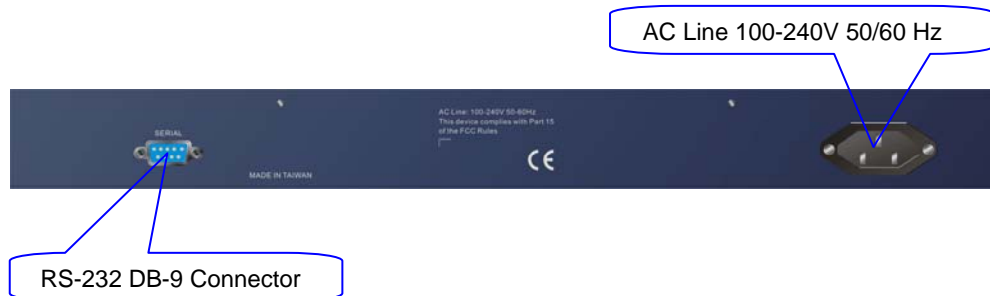 AC Line 100-240V 50/60 Hz
AC Line: 100-240V 50-60Hz
This device complies with Part 15
of the FCC Rules
SERIAL
CE
MADE IN TAIWAN
RS-232 DB-9 Connector